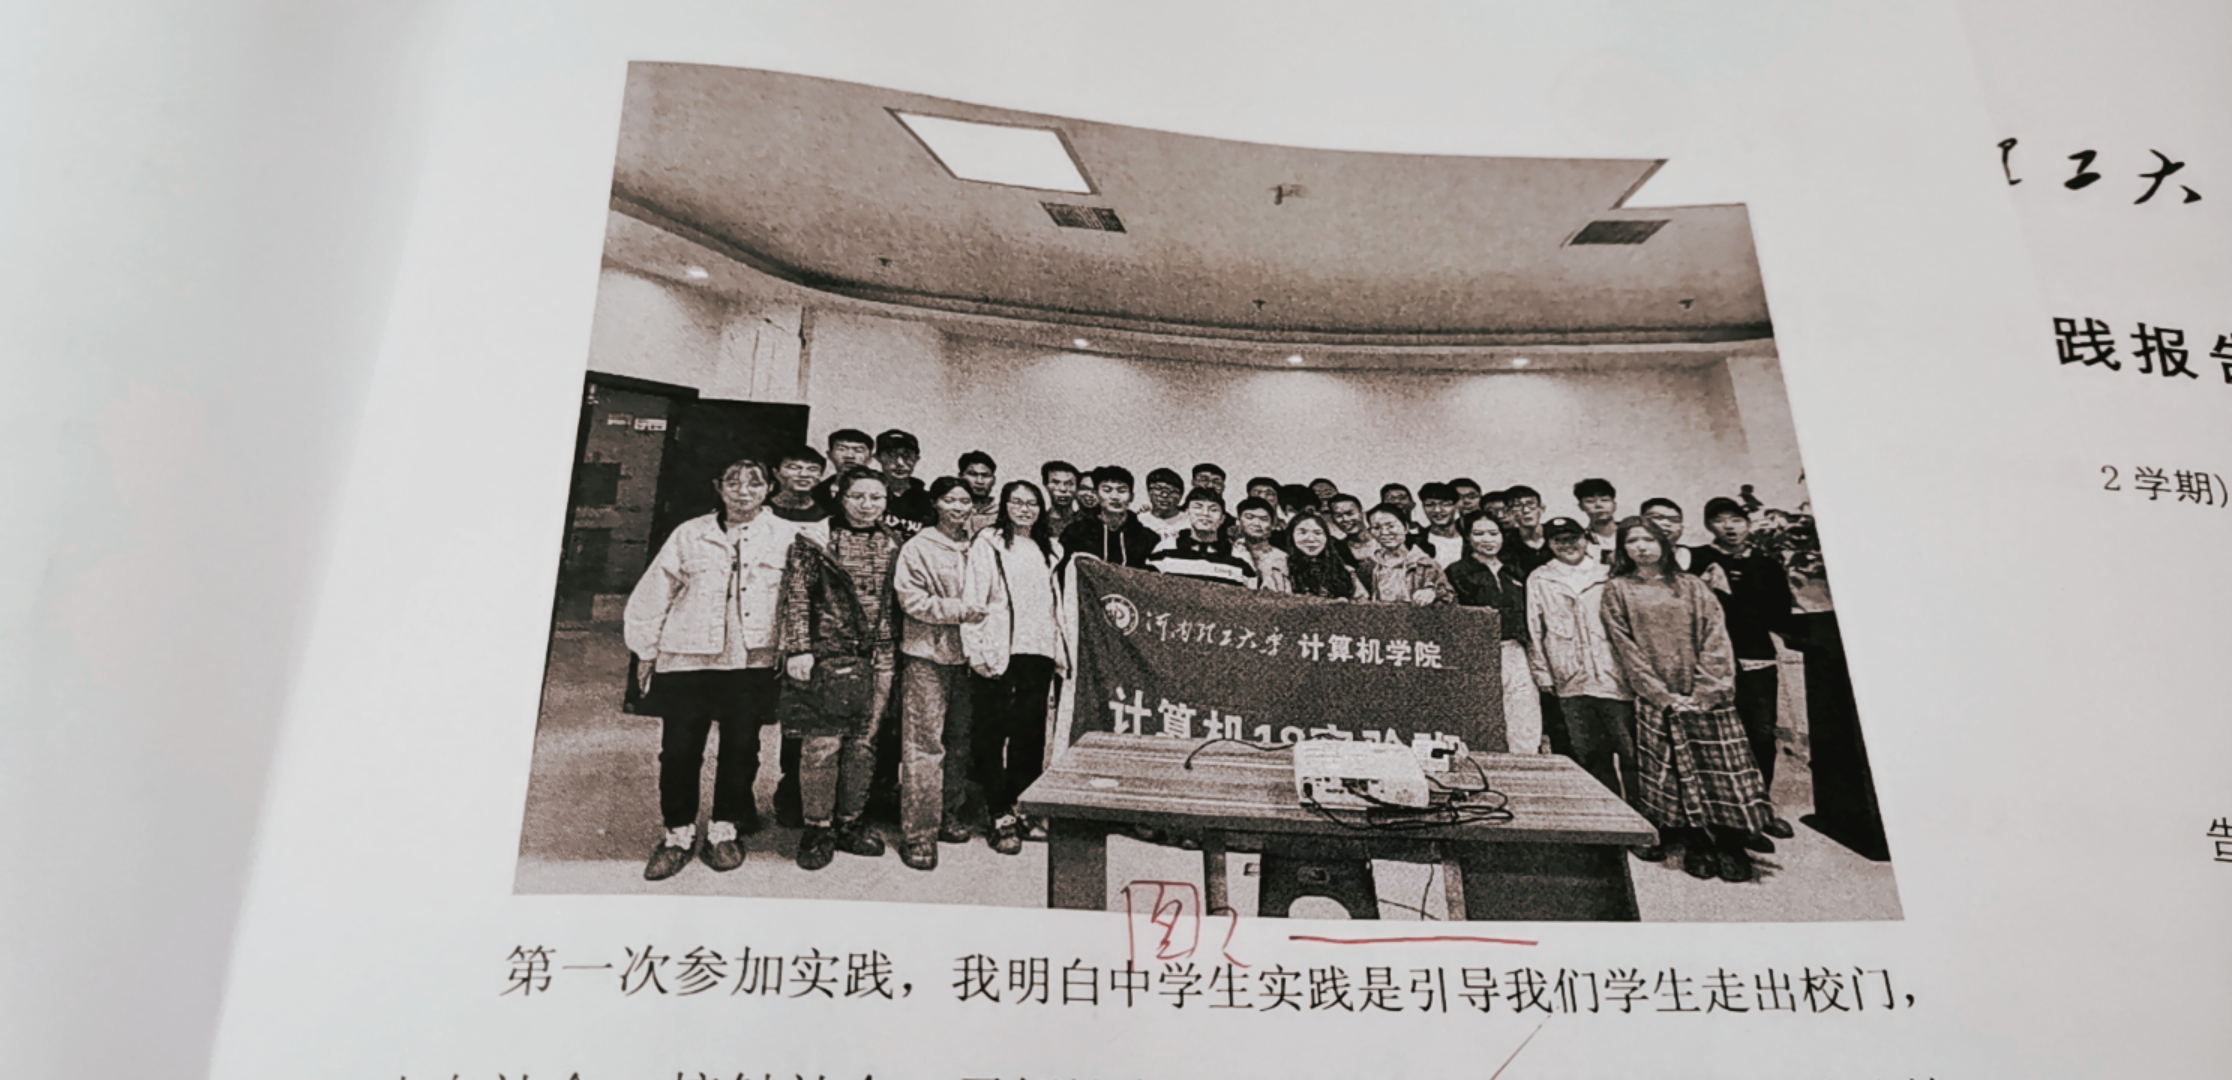 河南理工大学 计算机学院
计算机18实验班
图2
第一次参加实践，我明白中学生实践是引导我们学生走出校门，
工大
践报告
2学期)
告